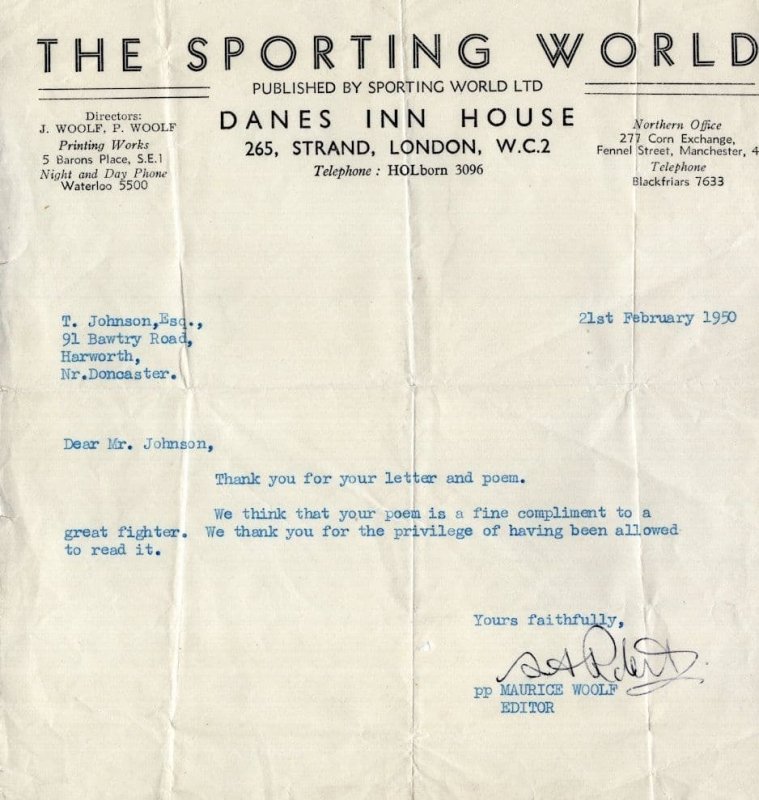 THE SPORTING WORLD
PUBLISHED BY SPORTING WORLD LTD
DANES INN HOUSE
265, STRAND, LONDON, W.C.2
Telephone : HOLborn 3096
Directors:
J. WOOLF, P. WOOLF
Printing Works
5 Barons Place, S.E.1
Night and Day Phone
Waterloo 5500
Northern Office
277 Corn Exchange,
Fennel Street, Manchester, 4
Telephone
Blackfriars 7633
T. Johnson,Esq.,
91 Bawtry Road,
Harworth,
Nr.Doncaster.
21st February 1950
Dear Mr. Johnson,
Thank you for your letter and poem.
We think that your poem is a fine compliment to a
great fighter. We thank you for the privilege of having been allowed
to read it.
Yours faithfully,
pp MAURICE WOOLF
EDITOR